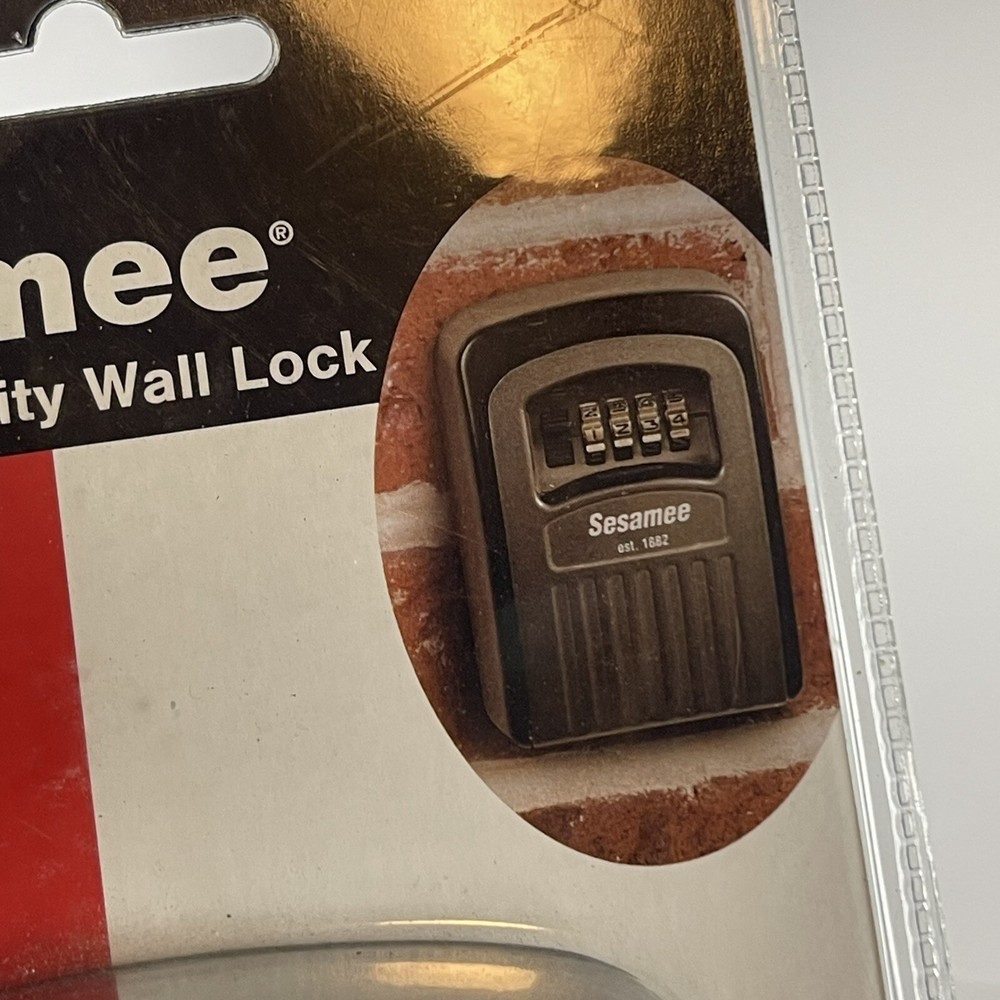 mee®
ity Wall Lock
Sesamee
est. 1882